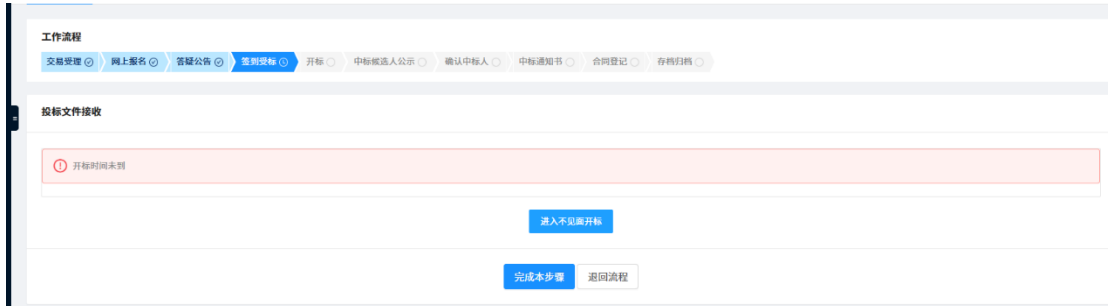 工作流程
交易受理 网上报名 答疑公告 签到受标 开标 中标候选人公示 确认中标人 中标通知书 合同登记 存档归档
投标文件接收
开标时间未到
进入不见面开标
完成本步骤 退回流程